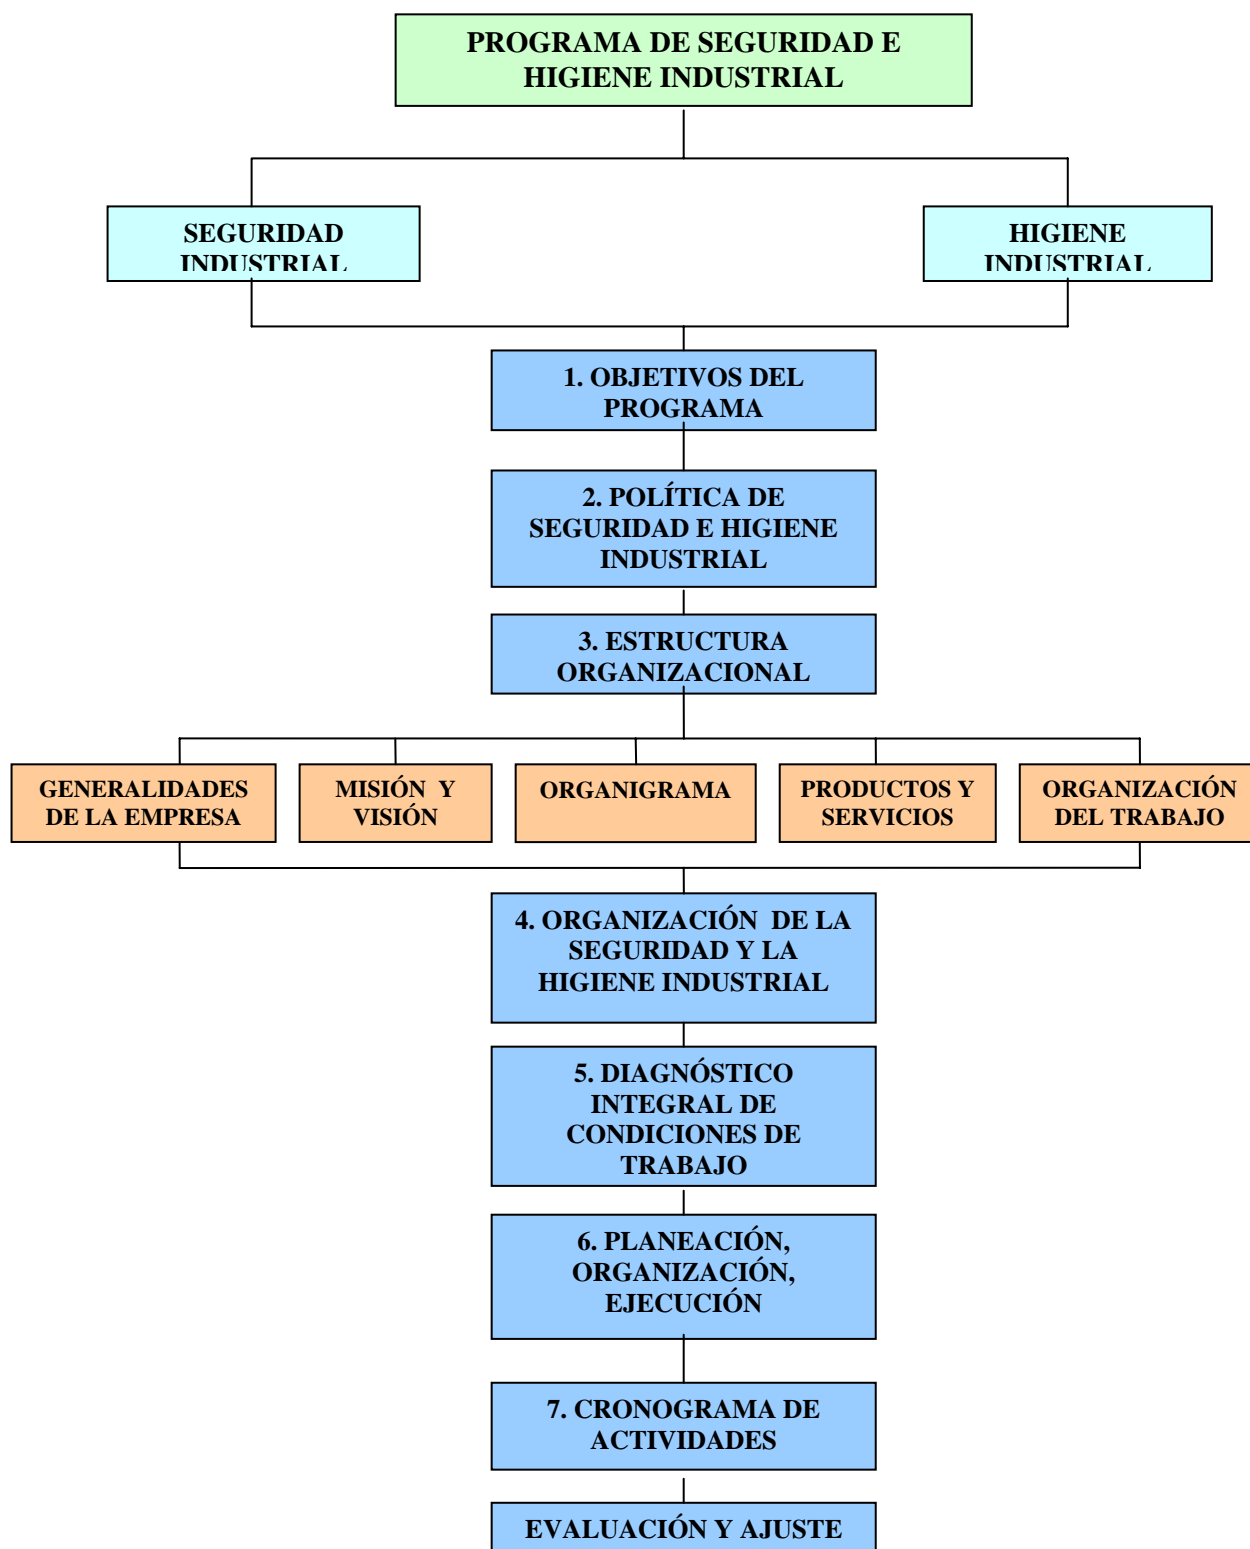 PROGRAMA DE SEGURIDAD E
HIGIENE INDUSTRIAL
SEGURIDAD
INDUSTRIAL
HIGIENE
INDUSTRIAL
1. OBJETIVOS DEL
PROGRAMA
2. POLÍTICA DE
SEGURIDAD E HIGIENE
INDUSTRIAL
3. ESTRUCTURA
ORGANIZACIONAL
GENERALIDADES
DE LA EMPRESA
MISIÓN Y
VISIÓN
ORGANIGRAMA
PRODUCTOS Y
SERVICIOS
ORGANIZACIÓN
DEL TRABAJO
4. ORGANIZACIÓN DE LA
SEGURIDAD Y LA
HIGIENE INDUSTRIAL
5. DIAGNÓSTICO
INTEGRAL DE
CONDICIONES DE
TRABAJO
6. PLANEACIÓN,
ORGANIZACIÓN,
EJECUCIÓN
7. CRONOGRAMA DE
ACTIVIDADES
EVALUACIÓN Y AJUSTE